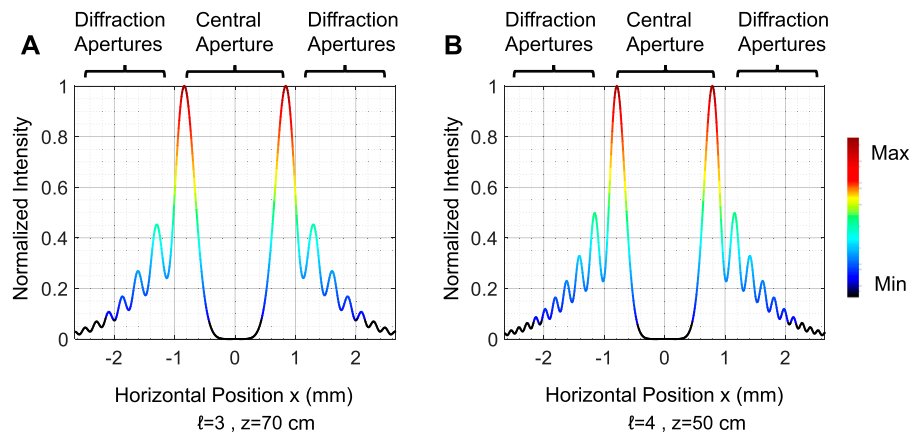 A
Diffraction
Apertures
Central
Aperture
Diffraction
Apertures
Normalized Intensity
1
0.8
0.6
0.4
0.2
0
-2
-1
0
1
2
Horizontal Position x (mm)
ℓ=3 , z=70 cm
B
Diffraction
Apertures
Central
Aperture
Diffraction
Apertures
Normalized Intensity
1
0.8
0.6
0.4
0.2
0
-2
-1
0
1
2
Horizontal Position x (mm)
ℓ=4 , z=50 cm
Max
Min